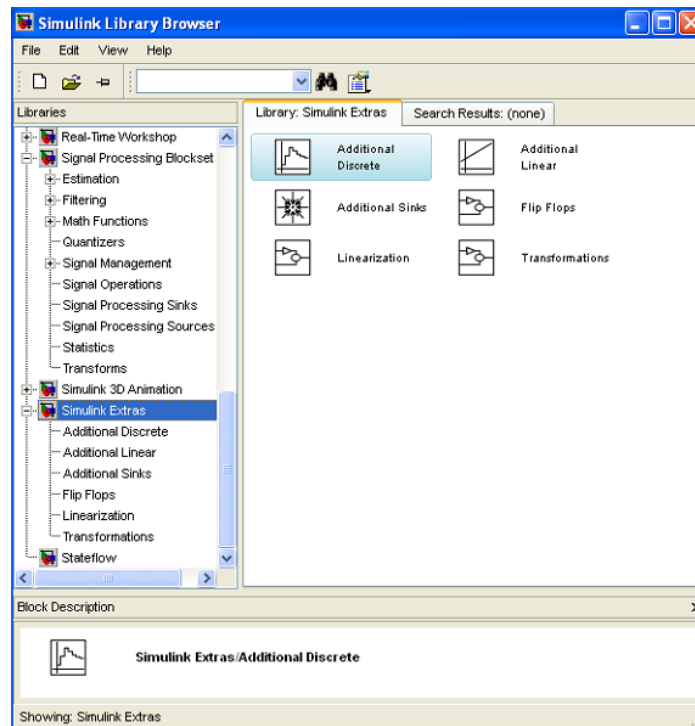 Simulink Library Browser
File Edit View Help
Libraries
Real-Time Workshop
Signal Processing Blockset
Estimation
Filtering
Math Functions
Quantizers
Signal Management
Signal Operations
Signal Processing Sinks
Signal Processing Sources
Statistics
Transforms
Simulink 3D Animation
Simulink Extras
Additional Discrete
Additional Linear
Additional Sinks
Flip Flops
Linearization
Transformations
Stateflow
Library: Simulink Extras
Search Results: (none)
Additional
Discrete
Additional
Linear
Additional Sinks
Flip Flops
Linearization
Transformations
Block Description
Simulink Extras/Additional Discrete
Showing: Simulink Extras